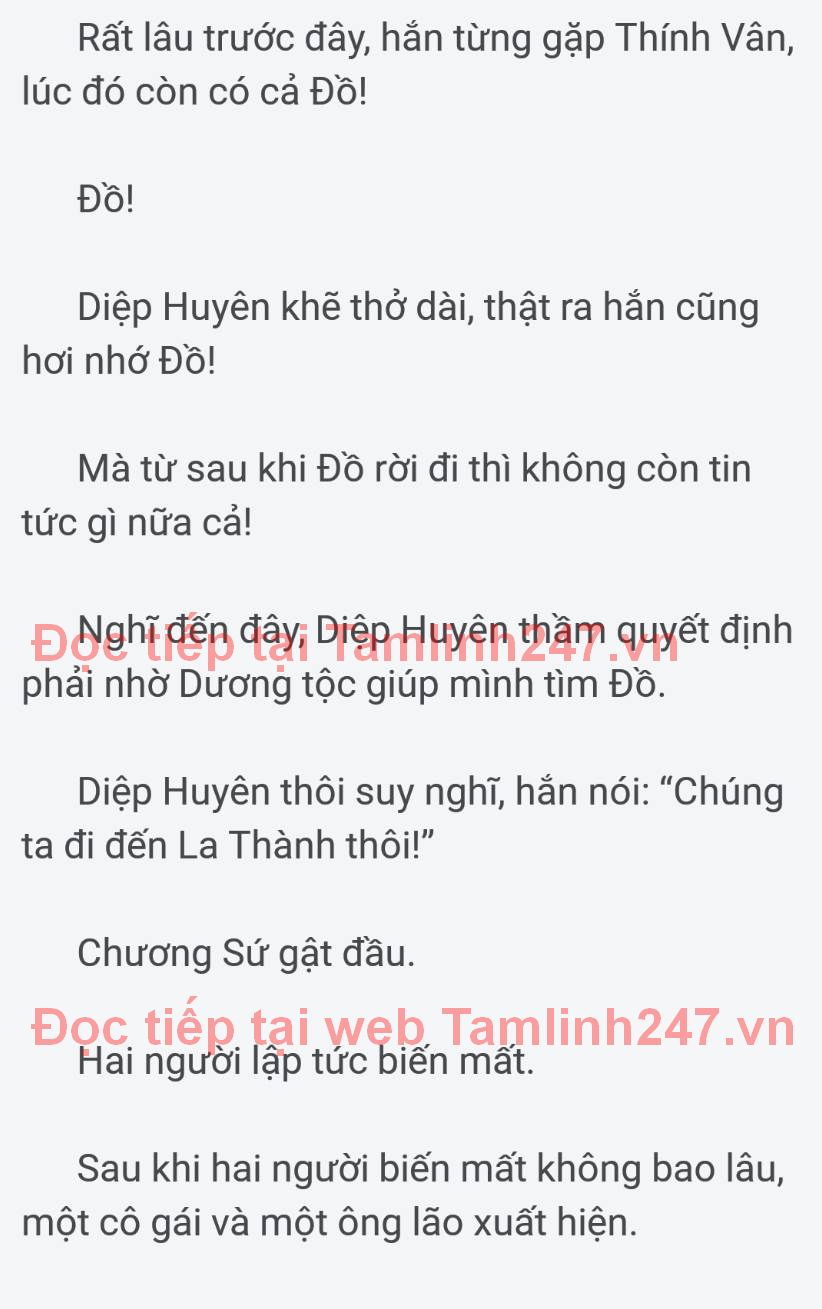 Rất lâu trước đây, hắn từng gặp Thính Vân,
lúc đó còn có cả Đồ!
Đồ!
Diệp Huyên khẽ thở dài, thật ra hắn cũng
hơi nhớ Đồ!
Mà từ sau khi Đồ rời đi thì không còn tin
tức gì nữa cả!
Nghĩ đến đây, Diệp Huyên thầm quyết định
Đọc tiếp tại Tamlinh247.vn
phải nhờ Dương tộc giúp mình tìm Đồ.
Diệp Huyên thôi suy nghĩ, hắn nói: “Chúng
ta đi đến La Thành thôi!”
Chương Sứ gật đầu.
Đọc tiếp tại web Tamlinh247.vn
Hai người lập tức biến mất.
Sau khi hai người biến mất không bao lâu,
một cô gái và một ông lão xuất hiện.